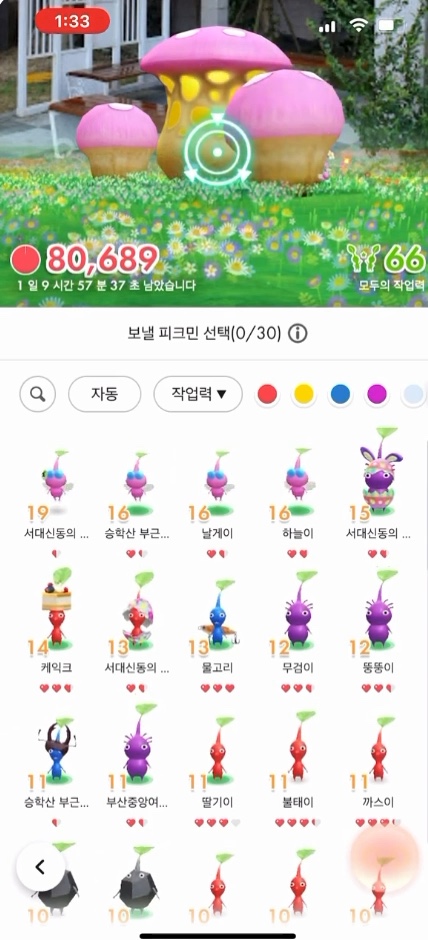 1:33
80,689
66
1 일 9 시간 57 분 37 초 남았습니다
모두의 작업력
보낼 피크민 선택(0/30)
자동
작업력 ▼
19
16
16
16
15
서대신동의 ...
승학산 부근...
날게이
하늘이
서대신동의 ...
14
13
13
12
12
케익크
서대신동의 ...
물고리
무검이
뚱뚱이
11
11
11
11
11
승학산 부근...
부산중앙여...
딸기이
불태이
까스이
10
10
10
10
10